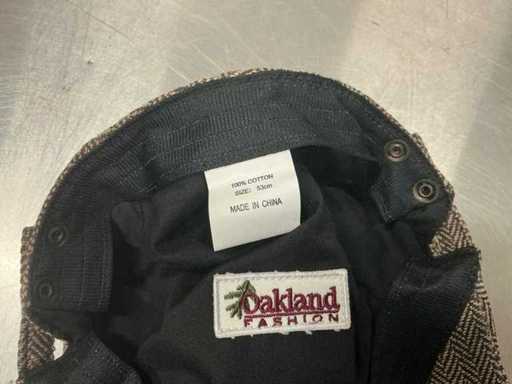 100% COTTON
SIZE: 53cm
MADE IN CHINA
Oakland
FASHION